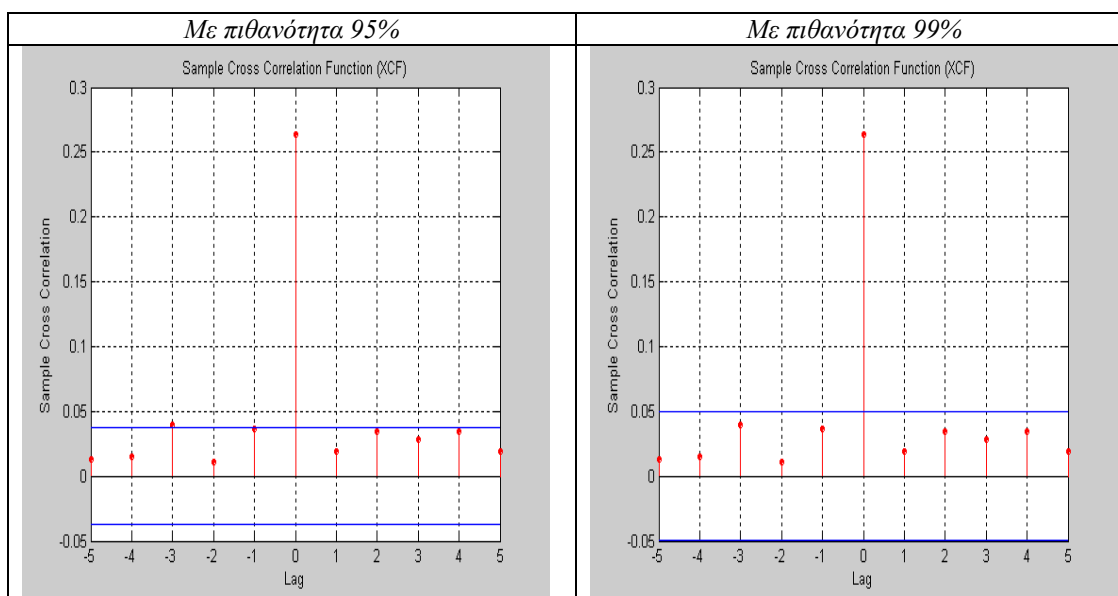 Με πιθανότητα 95%
Sample Cross Correlation Function (XCF)
Sample Cross Correlation
0.3
0.25
0.2
0.15
0.1
0.05
0
-0.05
-5 -4 -3 -2 -1 0 1 2 3 4 5
Lag
Με πιθανότητα 99%
Sample Cross Correlation Function (XCF)
Sample Cross Correlation
0.3
0.25
0.2
0.15
0.1
0.05
0
-0.05
-5 -4 -3 -2 -1 0 1 2 3 4 5
Lag